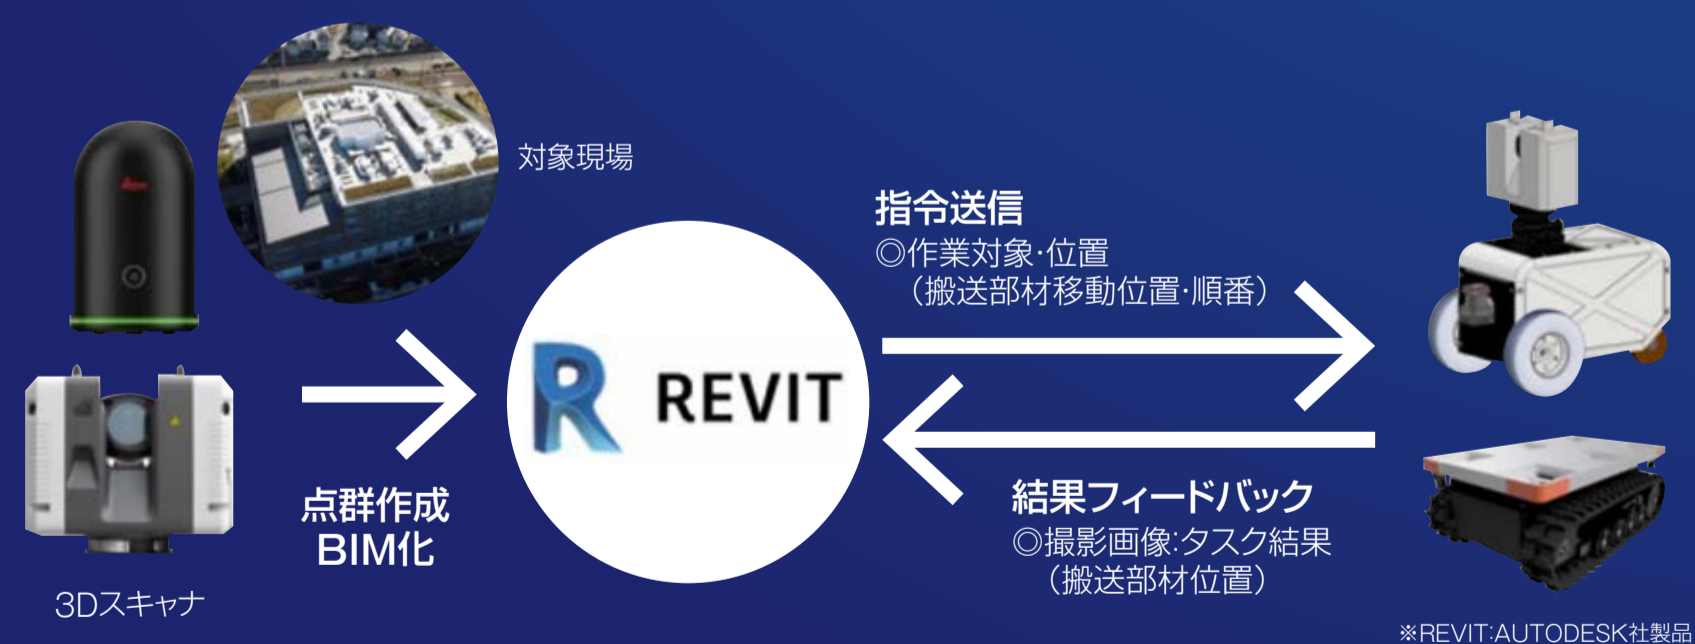 対象現場
3Dスキャナ
点群作成
BIM化
R REVIT
指令送信
◎作業対象・位置
（搬送部材移動位置・順番）
結果フィードバック
◎撮影画像：タスク結果
（搬送部材位置）
※REVIT：AUTODESK社製品